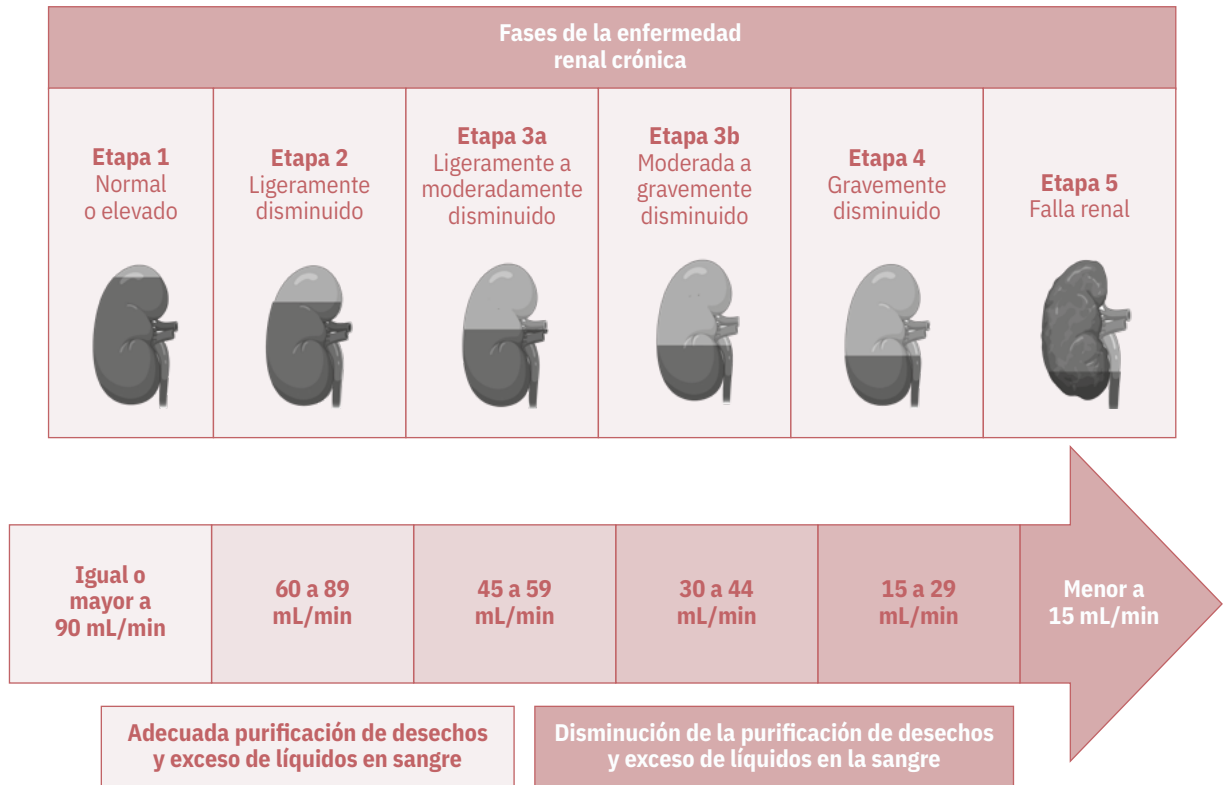 Fases de la enfermedad
renal crónica
Etapa 1
Normal
o elevado
Etapa 2
Ligeramente
disminuido
Etapa 3a
Ligeramente a
moderadamente
disminuido
Etapa 3b
Moderada a
gravemente
disminuido
Etapa 4
Gravemente
disminuido
Etapa 5
Falla renal
Igual o
mayor a
90 mL/min
60 a 89
mL/min
45 a 59
mL/min
30 a 44
mL/min
15 a 29
mL/min
Menor a
15 mL/min
Adecuada purificación de desechos
y exceso de líquidos en sangre
Disminución de la purificación de desechos
y exceso de líquidos en la sangre